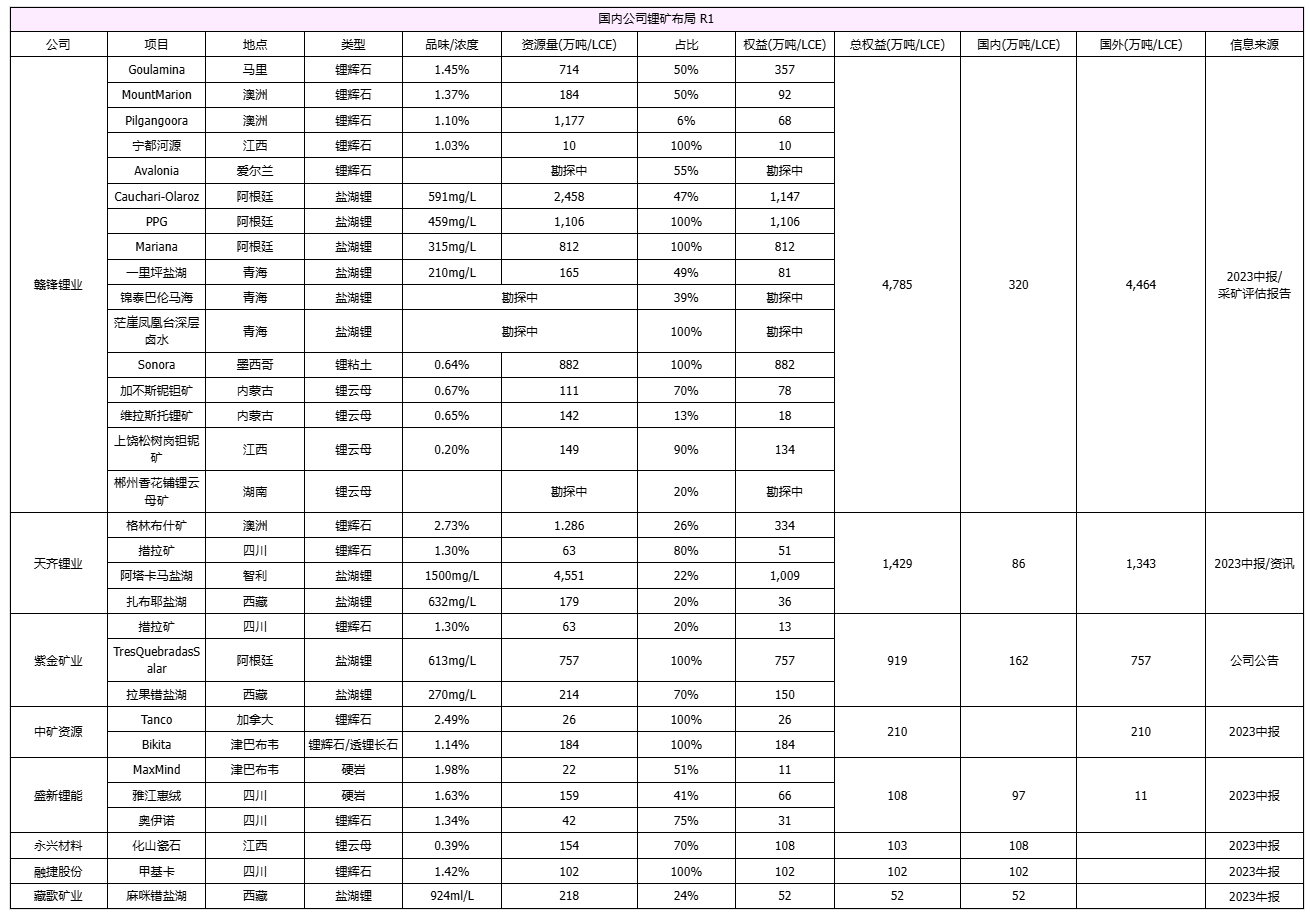 国内公司锂矿布局 R1
公司 项目 地点 类型 品味/浓度 资源量(万吨/LCE) 占比 权益(万吨/LCE) 总权益(万吨/LCE) 国内(万吨/LCE) 国外(万吨/LCE) 信息来源
Goulamina 马里 锂辉石 1.45% 714 50% 357
MountMarion 澳洲 锂辉石 1.37% 184 50% 92
Pilgangoora 澳洲 锂辉石 1.10% 1,177 6% 68
宁都河源 江西 锂辉石 1.03% 10 100% 10
Avalonia 爱尔兰 锂辉石 勘探中 55% 勘探中
Cauchari-Olaroz 阿根廷 盐湖锂 591mg/L 2,458 47% 1,147
PPG 阿根廷 盐湖锂 459mg/L 1,106 100% 1,106
Mariana 阿根廷 盐湖锂 315mg/L 812 100% 812
一里坪盐湖 青海 盐湖锂 210mg/L 165 49% 81
赣锋锂业 4,785 320 4,464 2023中报/
采矿评估报告
锦泰巴伦马海 青海 盐湖锂 勘探中 39% 勘探中
茫崖凤凰台深层
卤水 青海 盐湖锂 勘探中 100% 勘探中
Sonora 墨西哥 锂粘土 0.64% 882 100% 882
加不斯铌钽矿 内蒙古 锂云母 0.67% 111 70% 78
维拉斯托锂矿 内蒙古 锂云母 0.65% 142 13% 18
上饶松树岗钽铌
矿 江西 锂云母 0.20% 149 90% 134
郴州香花铺锂云
母矿 湖南 锂云母 勘探中 20% 勘探中
格林布什矿 澳洲 锂辉石 2.73% 1.286 26% 334
措拉矿 四川 锂辉石 1.30% 63 80% 51
天齐锂业 1,429 86 1,343 2023中报/资讯
阿塔卡马盐湖 智利 盐湖锂 1500mg/L 4,551 22% 1,009
扎布耶盐湖 西藏 盐湖锂 632mg/L 179 20% 36
措拉矿 四川 锂辉石 1.30% 63 20% 13
TresQuebradasS
alar 阿根廷 盐湖锂 613mg/L 757 100% 757
紫金矿业 919 162 757 公司公告
拉果错盐湖 西藏 盐湖锂 270mg/L 214 70% 150
Tanco 加拿大 锂辉石 2.49% 26 100% 26
中矿资源 210 210 2023中报
Bikita 津巴布韦 锂辉石/透锂长石 1.14% 184 100% 184
MaxMind 津巴布韦 硬岩 1.98% 22 51% 11
盛新锂能 雅江惠绒 四川 硬岩 1.63% 159 41% 66 108 97 11 2023中报
奥伊诺 四川 锂辉石 1.34% 42 75% 31
永兴材料 化山瓷石 江西 锂云母 0.39% 154 70% 108 103 108 2023中报
融捷股份 甲基卡 四川 锂辉石 1.42% 102 100% 102 102 102 2023年报
藏歌矿业 麻咪错盐湖 西藏 盐湖锂 924ml/L 218 24% 52 52 52 2023年报